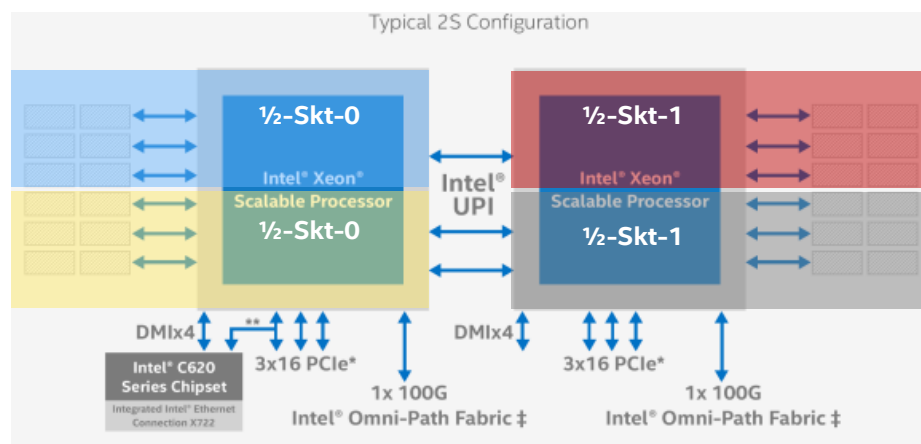 Typical 2S Configuration
½-Skt-0
½-Skt-1
Intel® Xeon®
Scalable Processor
½-Skt-0
Intel®
UPI
Intel® Xeon®
Scalable Processor
½-Skt-1
DMIx4
**
3x16 PCIe*
DMIx4
3x16 PCIe*
Intel® C620
Series Chipset
Integrated Intel® Ethernet
Connection X722
1x 100G
Intel® Omni-Path Fabric ‡
1x 100G
Intel® Omni-Path Fabric ‡